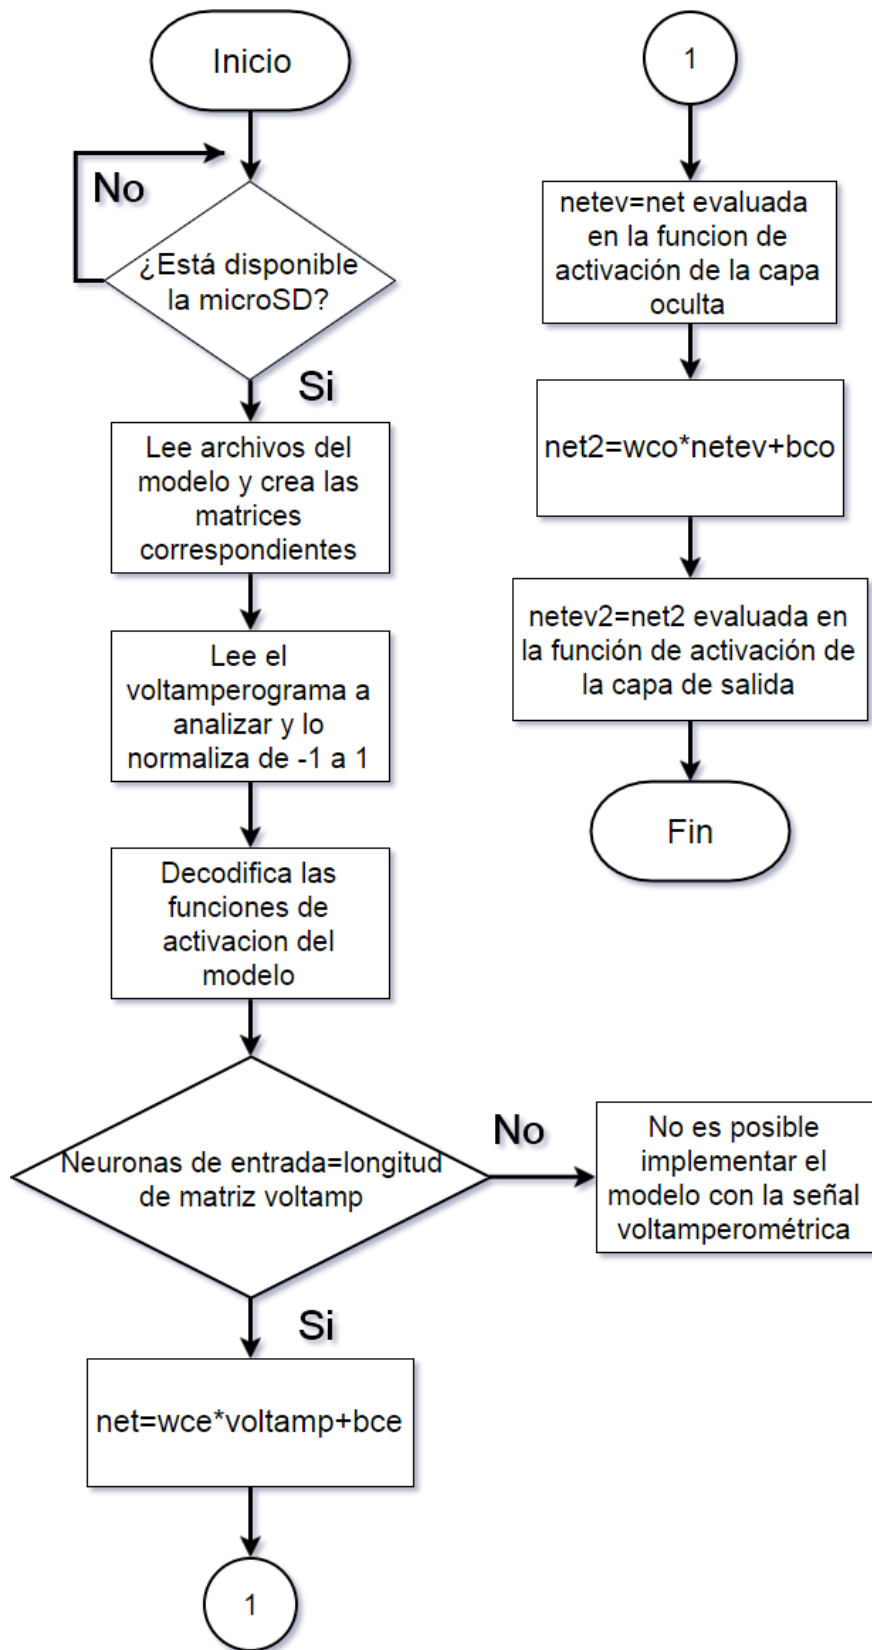 Inicio
No
¿Está disponible
la microSD?
Si
Lee archivos del
modelo y crea las
matrices
correspondientes
Lee el
voltamperograma a
analizar y lo
normaliza de -1 a 1
Decodifica las
funciones de
activacion del
modelo
Neuronas de entrada=longitud
de matriz voltamp
No
No es posible
implementar el
modelo con la señal
voltamperométrica
Si
net=wce*voltamp+bce
1
1
netev=net evaluada
en la funcion de
activación de la capa
oculta
net2=wco*netev+bco
netev2=net2 evaluada en
la función de activación de
la capa de salida
Fin